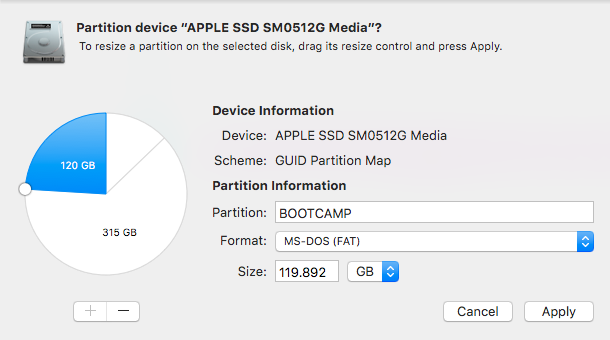 Partition device “APPLE SSD SM0512G Media”?
To resize a partition on the selected disk, drag its resize control and press Apply.
120 GB
315 GB
Device Information
Device: APPLE SSD SM0512G Media
Scheme: GUID Partition Map
Partition Information
Partition: BOOTCAMP
Format: MS-DOS (FAT)
Size: 119.892 GB
+ −
Cancel Apply